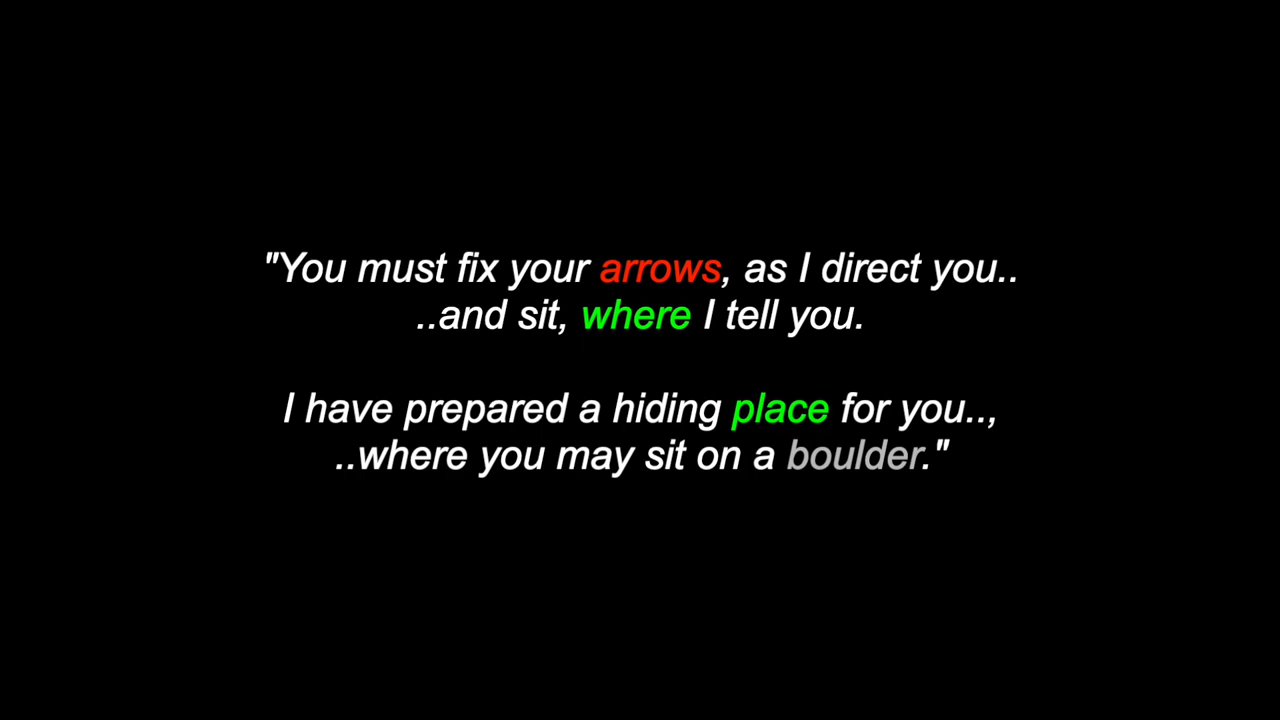 "You must fix your arrows, as I direct you..
..and sit, where I tell you.
I have prepared a hiding place for you..,
..where you may sit on a boulder."